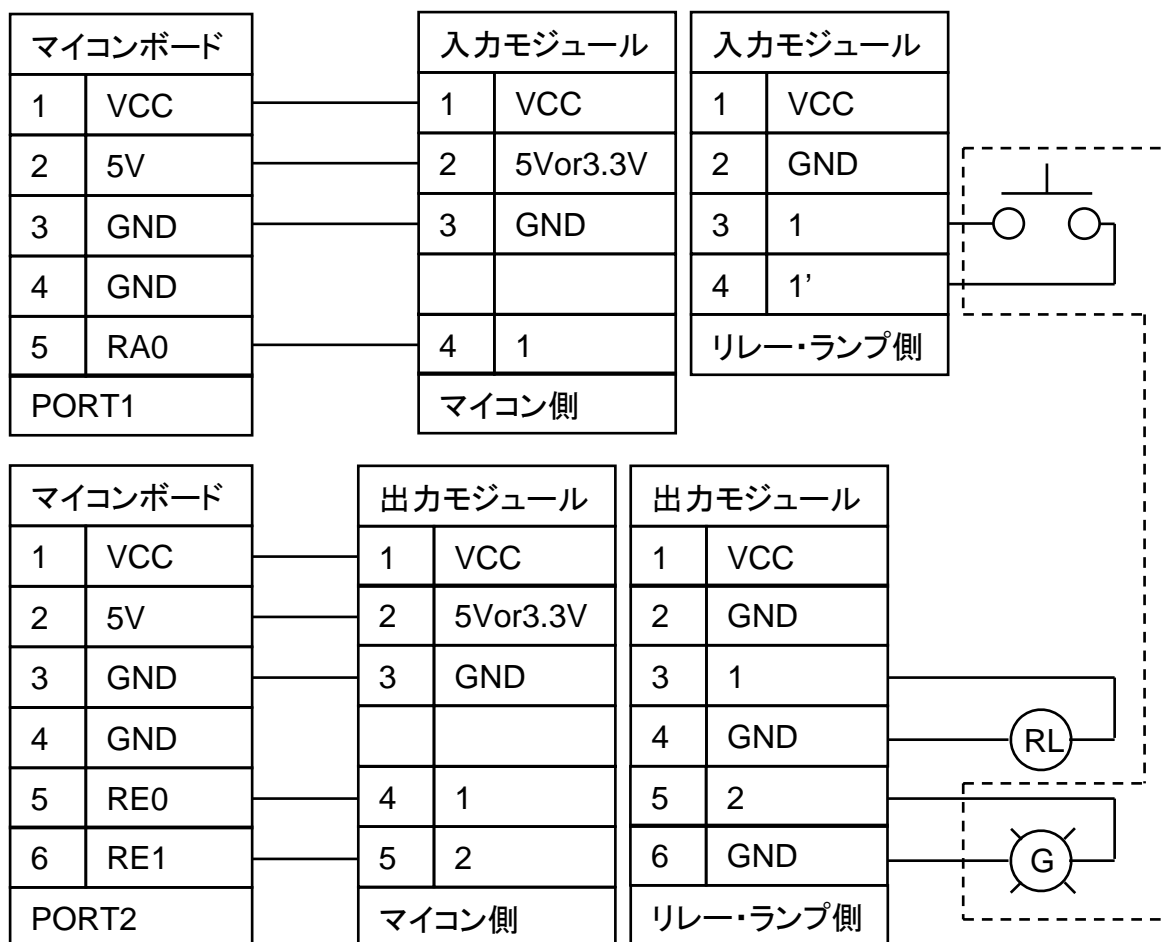 マイコンボード
1 VCC
2 5V
3 GND
4 GND
5 RA0
PORT1
入力モジュール
1 VCC
2 5Vor3.3V
3 GND
4 1
マイコン側
入力モジュール
1 VCC
2 GND
3 1
4 1’
リレー・ランプ側
マイコンボード
1 VCC
2 5V
3 GND
4 GND
5 RE0
6 RE1
PORT2
出力モジュール
1 VCC
2 5Vor3.3V
3 GND
4 1
5 2
マイコン側
出力モジュール
1 VCC
2 GND
3 1
4 GND
5 2
6 GND
リレー・ランプ側
RL
G